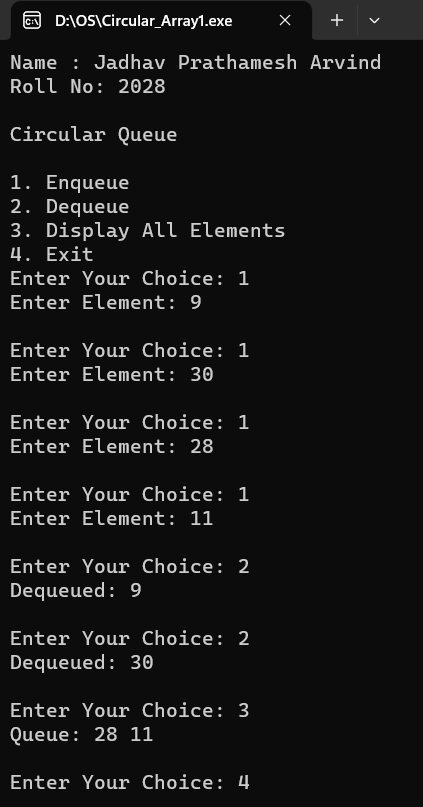 D:\OS\Circular_Array1.exe
Name : Jadhav Prathamesh Arvind
Roll No: 2028
Circular Queue
1. Enqueue
2. Dequeue
3. Display All Elements
4. Exit
Enter Your Choice: 1
Enter Element: 9
Enter Your Choice: 1
Enter Element: 30
Enter Your Choice: 1
Enter Element: 28
Enter Your Choice: 1
Enter Element: 11
Enter Your Choice: 2
Dequeued: 9
Enter Your Choice: 2
Dequeued: 30
Enter Your Choice: 3
Queue: 28 11
Enter Your Choice: 4